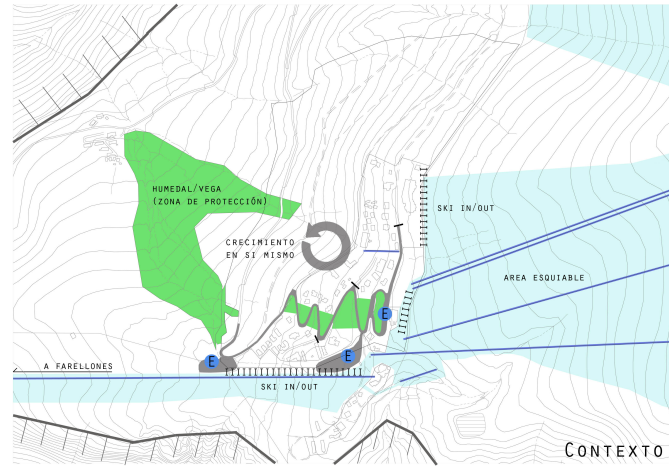 HUMEDAL/VEGA
(ZONA DE PROTECCIÓN)
SKI IN/OUT
CRECIMIENTO
EN SI MISMO
AREA ESQUIABLE
E
E
E
A FARELLONES
SKI IN/OUT
CONTEXTO